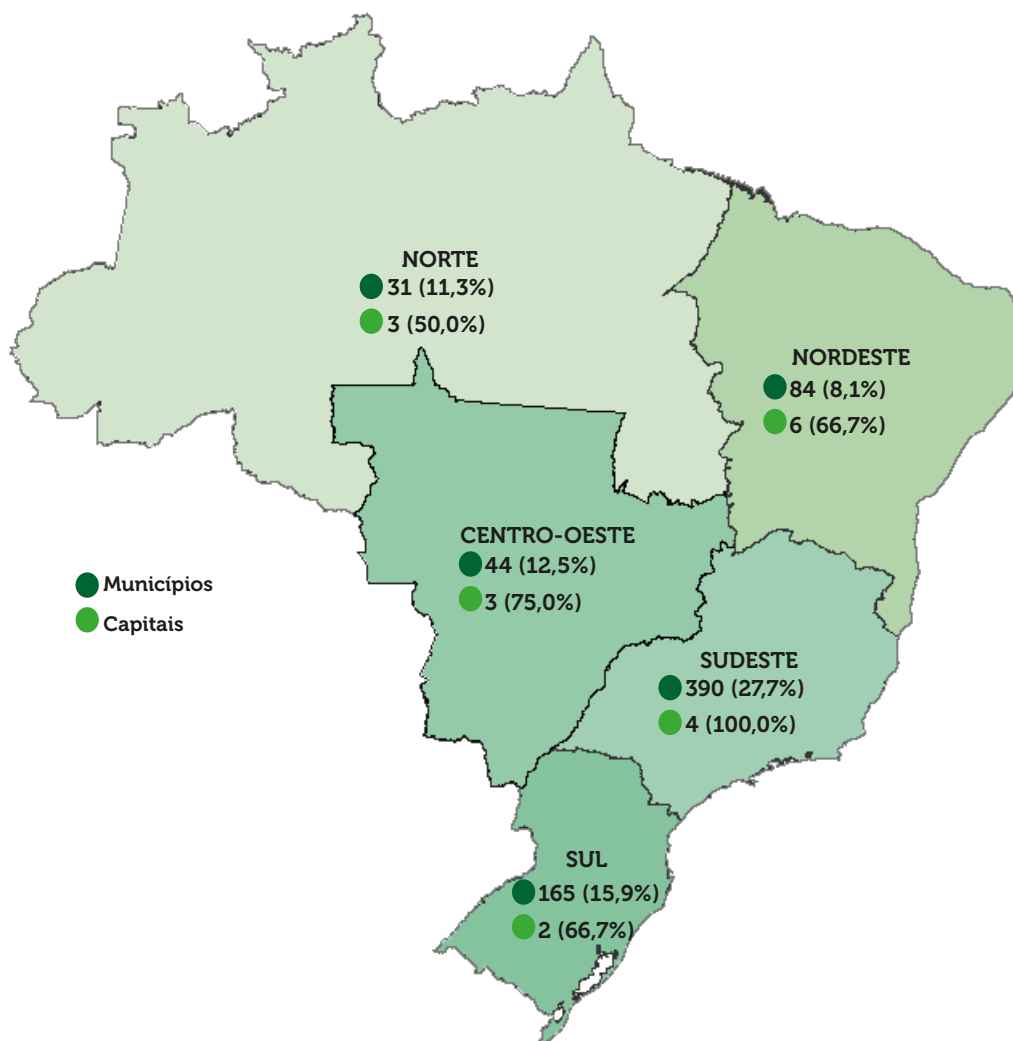 NORTE
31 (11,3%)
3 (50,0%)
NORDESTE
84 (8,1%)
6 (66,7%)
CENTRO-OESTE
44 (12,5%)
3 (75,0%)
Municípios
Capitais
SUDESTE
390 (27,7%)
4 (100,0%)
SUL
165 (15,9%)
2 (66,7%)